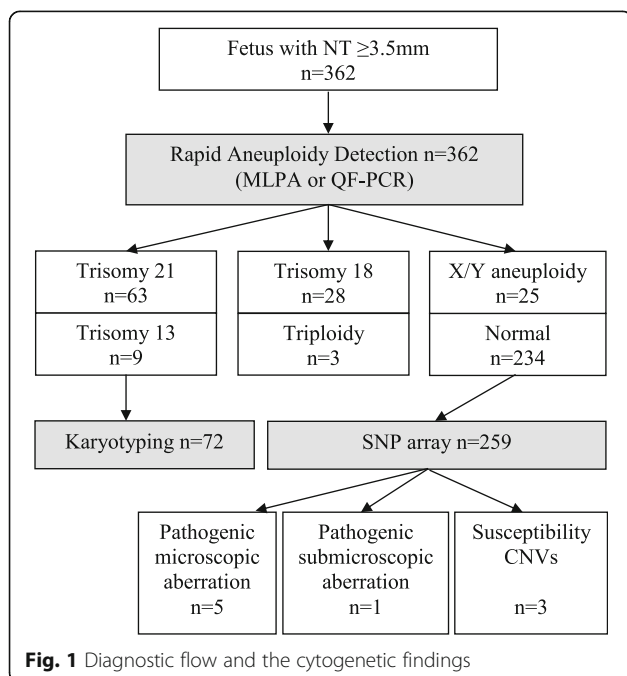 Fetus with NT ≥3.5mm
n=362
Rapid Aneuploidy Detection n=362
(MLPA or QF-PCR)
Trisomy 21
n=63
Trisomy 13
n=9
Trisomy 18
n=28
Triploidy
n=3
X/Y aneuploidy
n=25
Normal
n=234
Karyotyping n=72
SNP array n=259
Pathogenic
microscopic
aberration
n=5
Pathogenic
submicroscopic
aberration
n=1
Susceptibility
CNVs
n=3
Fig. 1 Diagnostic flow and the cytogenetic findings